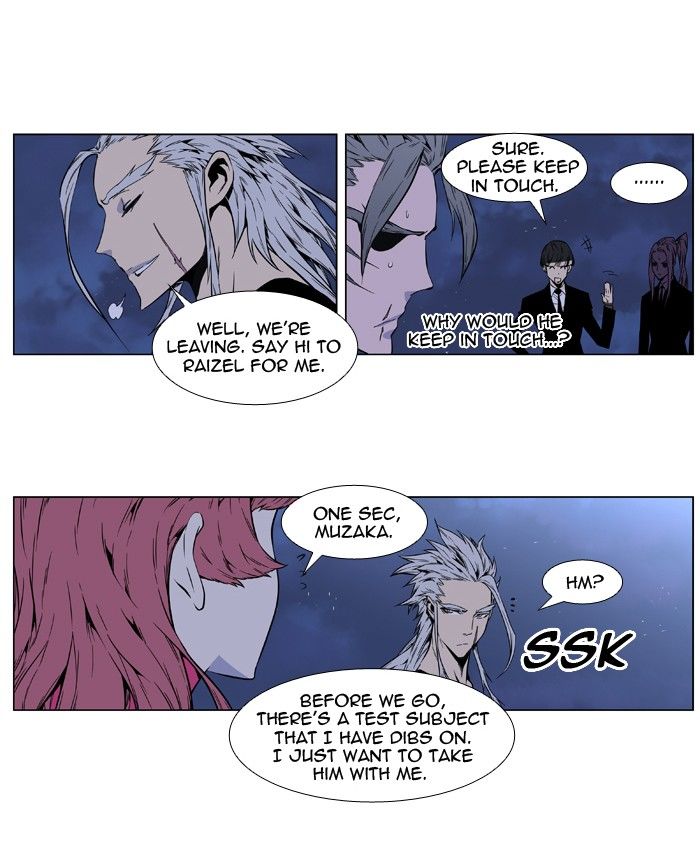 WELL, WE'RE
LEAVING. SAY HI TO
RAIZEL FOR ME.
SURE.
PLEASE KEEP
IN TOUCH.
......
WHY WOULD HE
KEEP IN TOUCH...?
ONE SEC,
MUZAKA.
HM?
SSK
BEFORE WE GO,
THERE'S A TEST SUBJECT
THAT I HAVE DIBS ON.
I JUST WANT TO TAKE
HIM WITH ME.